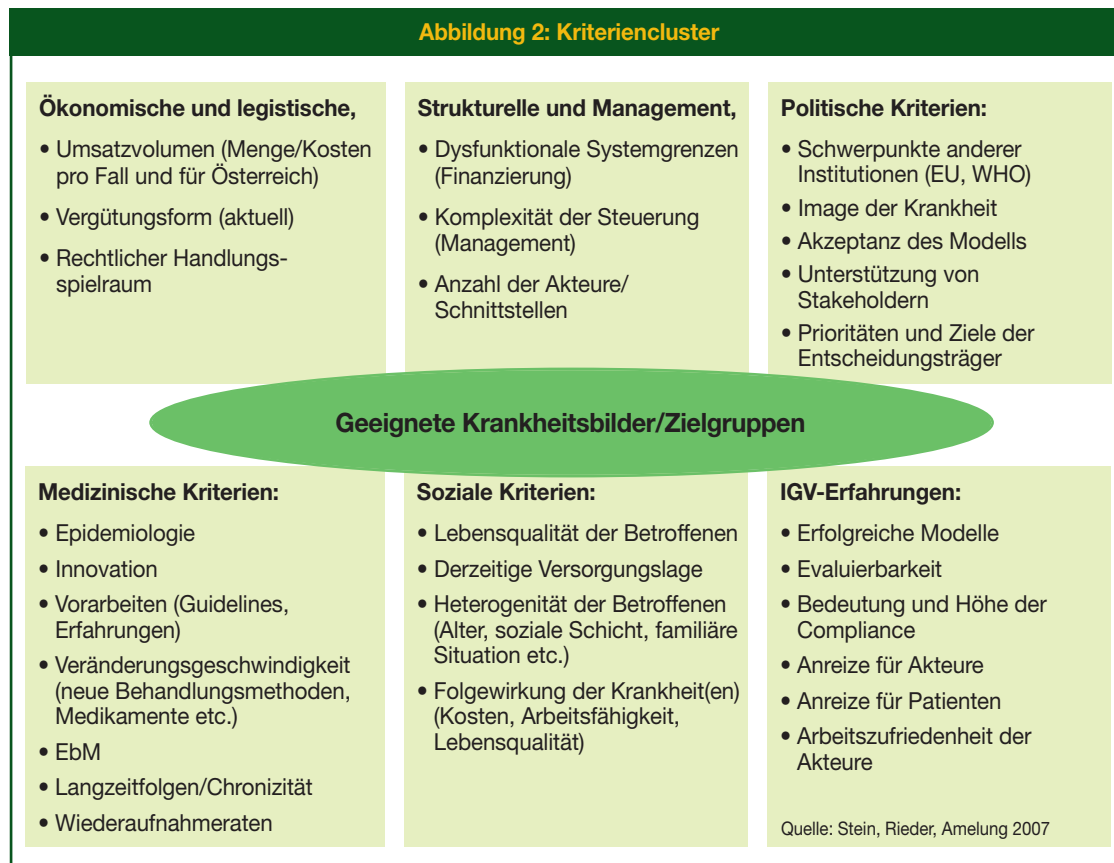 Abbildung 2: Kriteriencluster
Ökonomische und legistische,
• Umsatzvolumen (Menge/Kosten
pro Fall und für Österreich)
• Vergütungsform (aktuell)
• Rechtlicher Handlungs-
spielraum
Strukturelle und Management,
• Dysfunktionale Systemgrenzen
(Finanzierung)
• Komplexität der Steuerung
(Management)
• Anzahl der Akteure/
Schnittstellen
Politische Kriterien:
• Schwerpunkte anderer
Institutionen (EU, WHO)
• Image der Krankheit
• Akzeptanz des Modells
• Unterstützung von
Stakeholdern
• Prioritäten und Ziele der
Entscheidungsträger
Geeignete Krankheitsbilder/Zielgruppen
Medizinische Kriterien:
• Epidemiologie
• Innovation
• Vorarbeiten (Guidelines,
Erfahrungen)
• Veränderungsgeschwindigkeit
(neue Behandlungsmethoden,
Medikamente etc.)
• EbM
• Langzeitfolgen/Chronizität
• Wiederaufnahmeraten
Soziale Kriterien:
• Lebensqualität der Betroffenen
• Derzeitige Versorgungslage
• Heterogenität der Betroffenen
(Alter, soziale Schicht, familiäre
Situation etc.)
• Folgewirkung der Krankheit(en)
(Kosten, Arbeitsfähigkeit,
Lebensqualität)
IGV-Erfahrungen:
• Erfolgreiche Modelle
• Evaluierbarkeit
• Bedeutung und Höhe der
Compliance
• Anreize für Akteure
• Anreize für Patienten
• Arbeitszufriedenheit der
Akteure
Quelle: Stein, Rieder, Amelung 2007